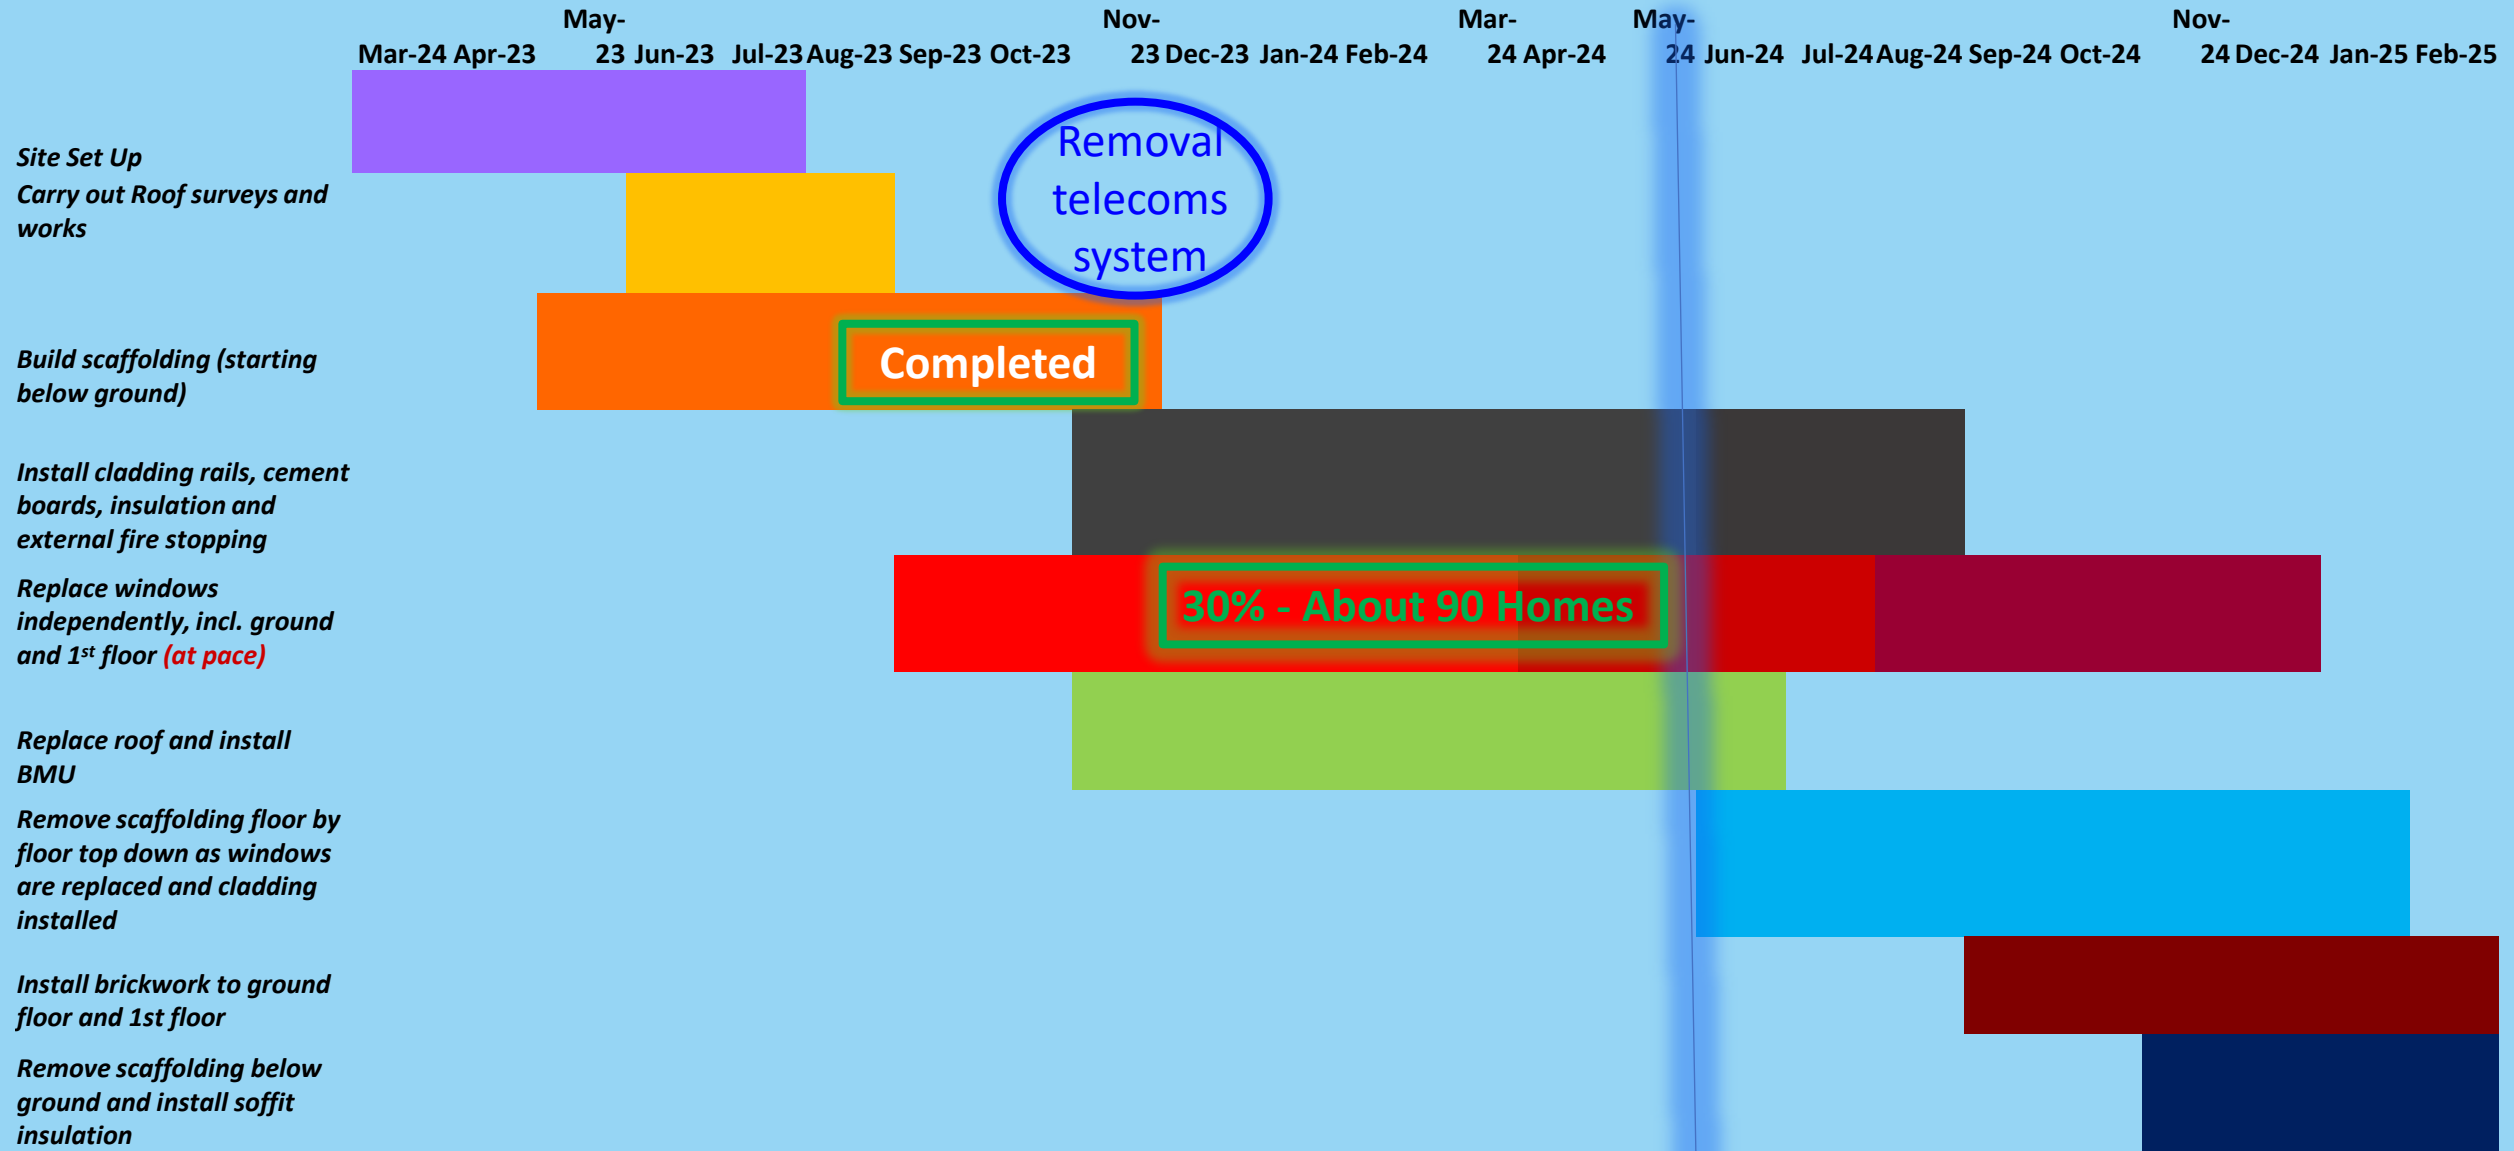 May- Nov- Mar- May- Nov-
Mar-24 Apr-23 23 Jun-23 Jul-23 Aug-23 Sep-23 Oct-23 23 Dec-23 Jan-24 Feb-24 24 Apr-24 24 Jun-24 Jul-24 Aug-24 Sep-24 Oct-24 24 Dec-24 Jan-25 Feb-25
Removal
telecoms
system
Site Set Up
Carry out Roof surveys and
works
Build scaffolding (starting
below ground)
Completed
Install cladding rails, cement
boards, insulation and
external fire stopping
Replace windows
independently, incl. ground
and 1st floor (at pace)
30% - About 90 Homes
Replace roof and install
BMU
Remove scaffolding floor by
floor top down as windows
are replaced and cladding
installed
Install brickwork to ground
floor and 1st floor
Remove scaffolding below
ground and install soffit
insulation